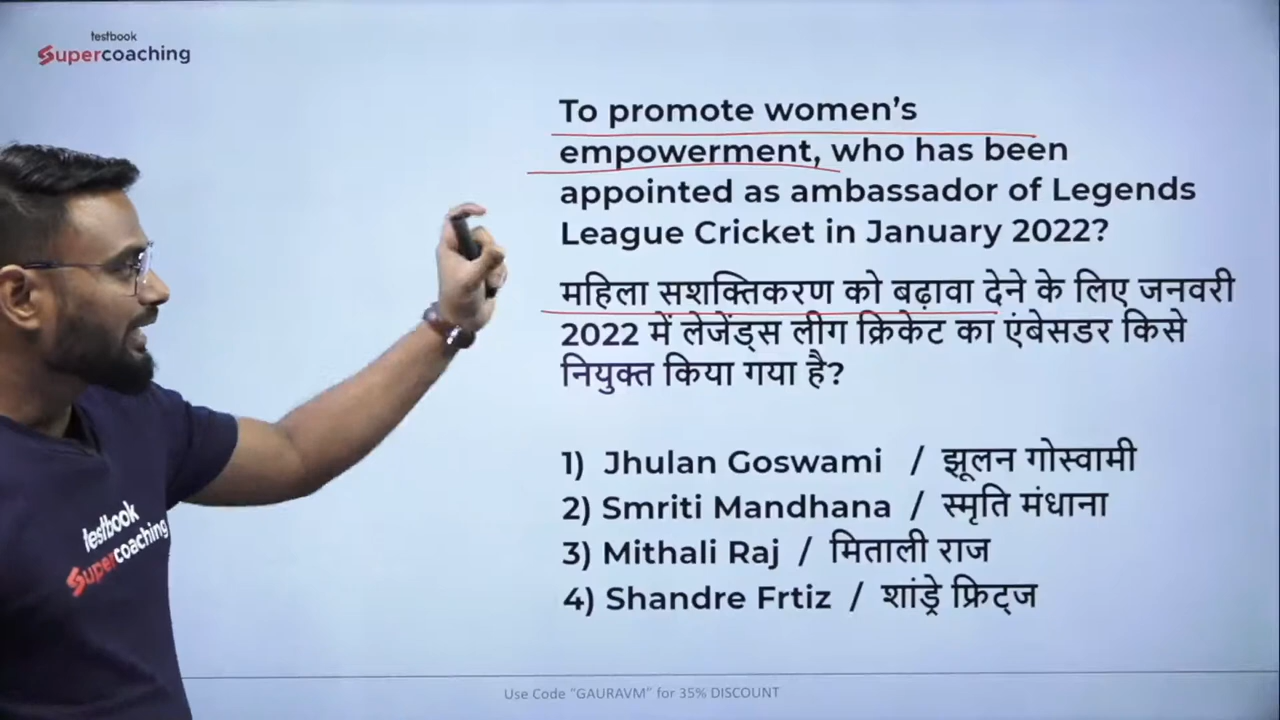 testbook
Supercoaching
To promote women's
empowerment, who has been
appointed as ambassador of Legends
League Cricket in January 2022?
महिला सशक्तिकरण को बढ़ावा देने के लिए जनवरी
2022 में लेजेंड्स लीग क्रिकेट का एंबेसडर किसे
नियुक्त किया गया है?
1) Jhulan Goswami / झूलन गोस्वामी
2) Smriti Mandhana / स्मृति मंधाना
3) Mithali Raj / मिताली राज
4) Shandre Frtiz / शांड्रे फ्रिट्ज
testbook
Supercoaching
Use Code "GAURAVM" for 35% DISCOUNT